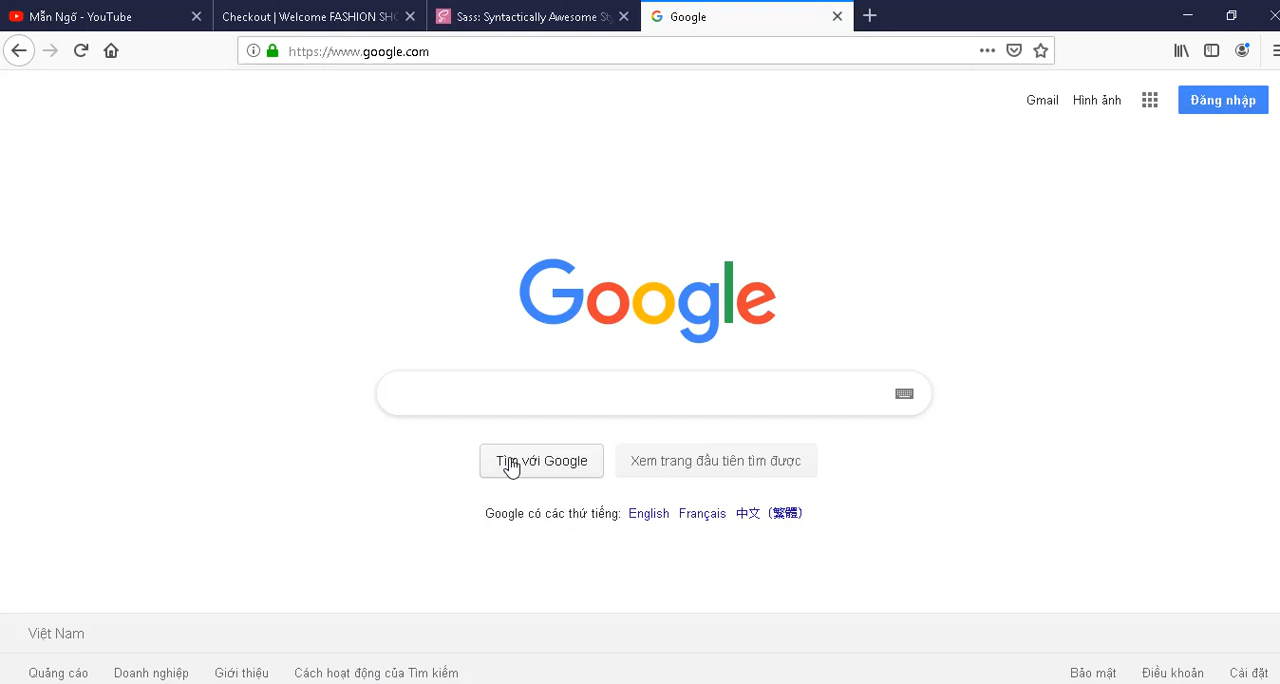 Mẫn Ngố - YouTube
Checkout | Welcome FASHION SHO
Sass: Syntactically Awesome Sty
Google
https://www.google.com
Gmail
Hình ảnh
Đăng nhập
Google
Tìm với Google
Xem trang đầu tiên tìm được
Google có các thứ tiếng: English Français 中文 (繁體)
Việt Nam
Quảng cáo
Doanh nghiệp
Giới thiệu
Cách hoạt động của Tìm kiếm
Bảo mật
Điều khoản
Cài đặt